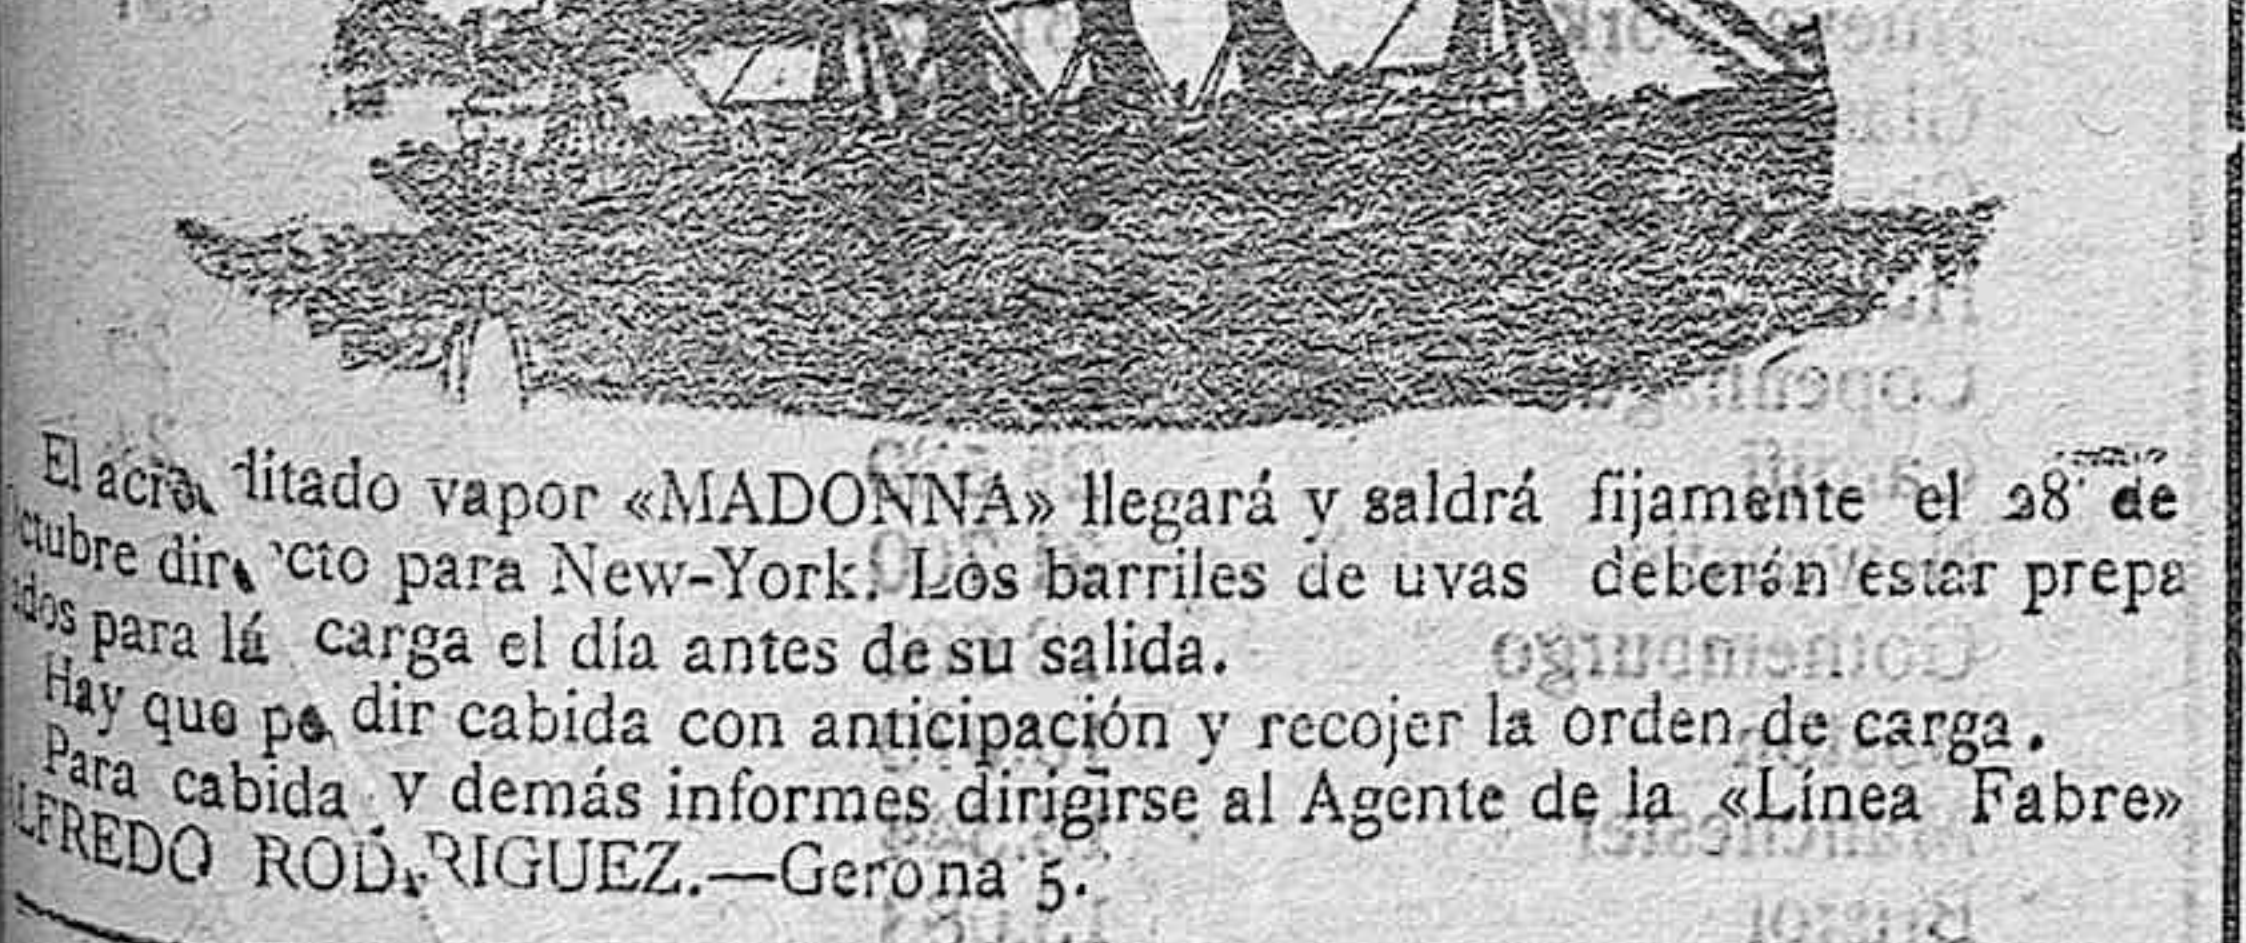 El acreditado vapor «MADONNA» llegará y saldrá fijamente el 28 de
octubre directo para New-York. Los barriles de uvas deberán estar prepa
ados para lá carga el día antes de su salida.
Hay que pedir cabida con anticipación y recojer la orden de carga.
Para cabida y demás informes dirigirse al Agente de la «Línea Fabre»
ALFREDO RODRIGUEZ.—Gerona 5.